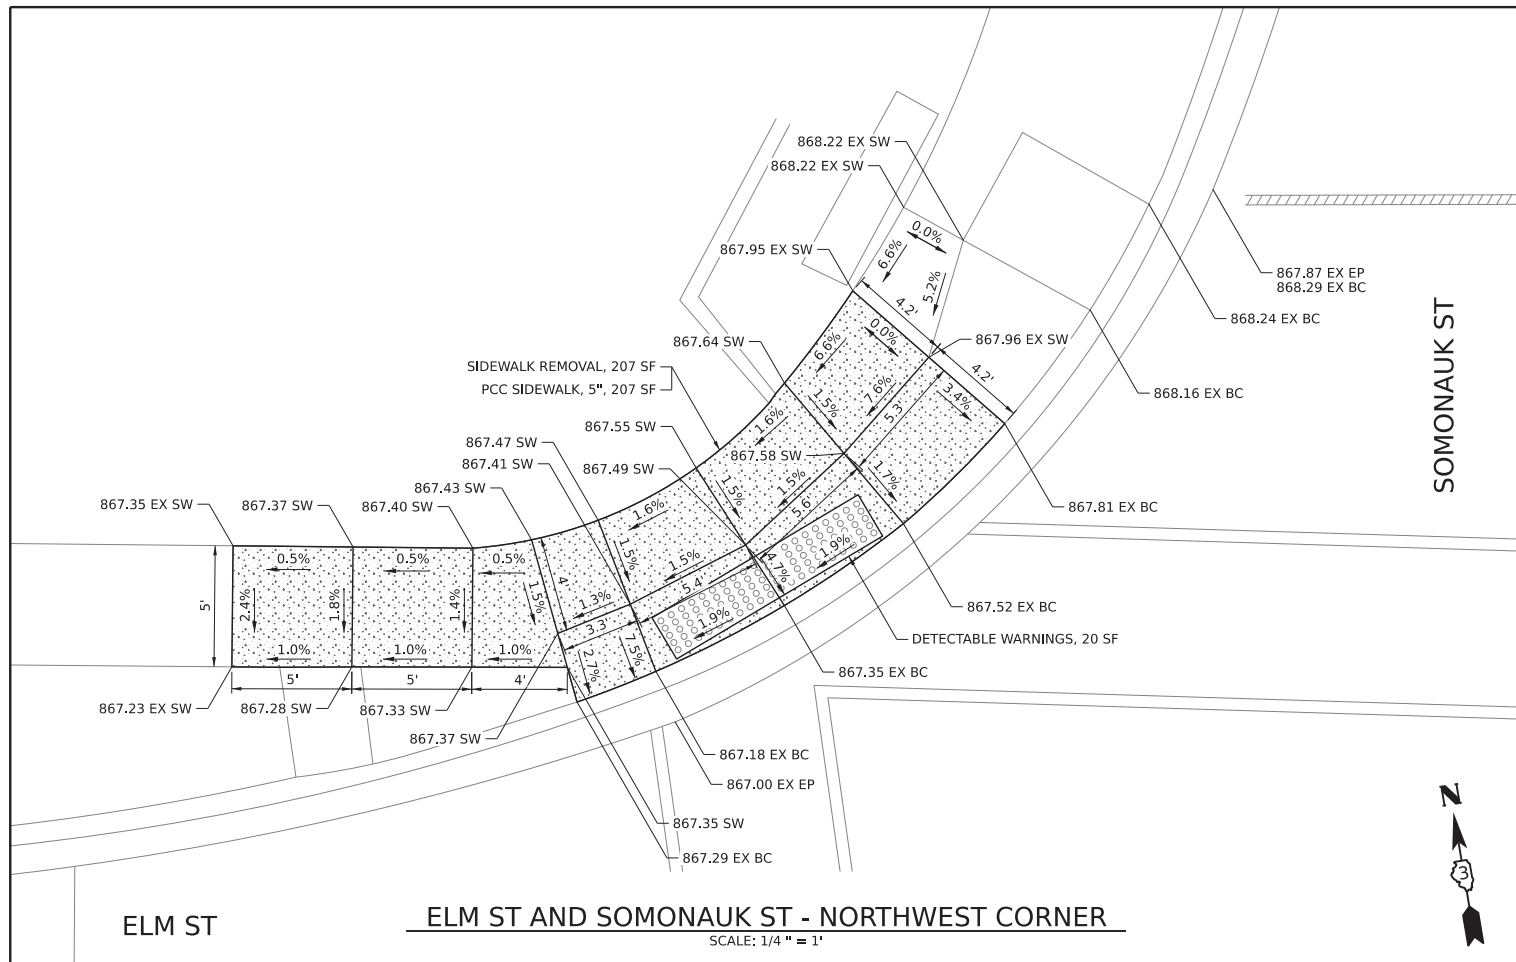 868.22 EX SW
868.22 EX SW
867.95 EX SW
0.0%
6.6%
5.2%
4.2'
4.2'
867.87 EX EP
868.29 EX BC
868.24 EX BC
868.16 EX BC
867.96 EX SW
SOMONAUK ST
867.64 SW
0.0%
6.6%
7.6%
3.4%
5.3'
SIDEWALK REMOVAL, 207 SF
PCC SIDEWALK, 5", 207 SF
1.5%
1.6%
867.55 SW
867.47 SW
867.41 SW
867.49 SW
867.58 SW
1.7%
867.43 SW
1.5%
1.5%
5.6'
867.35 EX SW
867.37 SW
867.40 SW
867.81 EX BC
1.6%
0.5%
0.5%
0.5%
1.5%
1.5%
1.9%
4.7%
5.4'
4'
5'
2.4%
1.8%
1.4%
1.5%
1.3%
3.3'
1.9%
867.52 EX BC
DETECTABLE WARNINGS, 20 SF
1.0%
1.0%
1.0%
2.7%
7.5%
867.35 EX BC
5'
5'
4'
867.23 EX SW
867.28 SW
867.33 SW
867.37 SW
867.18 EX BC
867.00 EX EP
867.35 SW
867.29 EX BC
N
3
ELM ST
ELM ST AND SOMONAUK ST - NORTHWEST CORNER
SCALE: 1/4 " = 1'